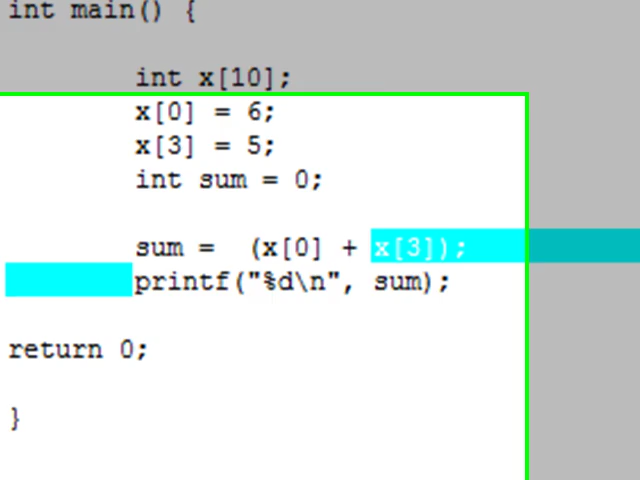 int main() {
int x[10];
x[0] = 6;
x[3] = 5;
int sum = 0;
sum =  (x[0] + x[3]);
printf("%d\n", sum);
return 0;
}